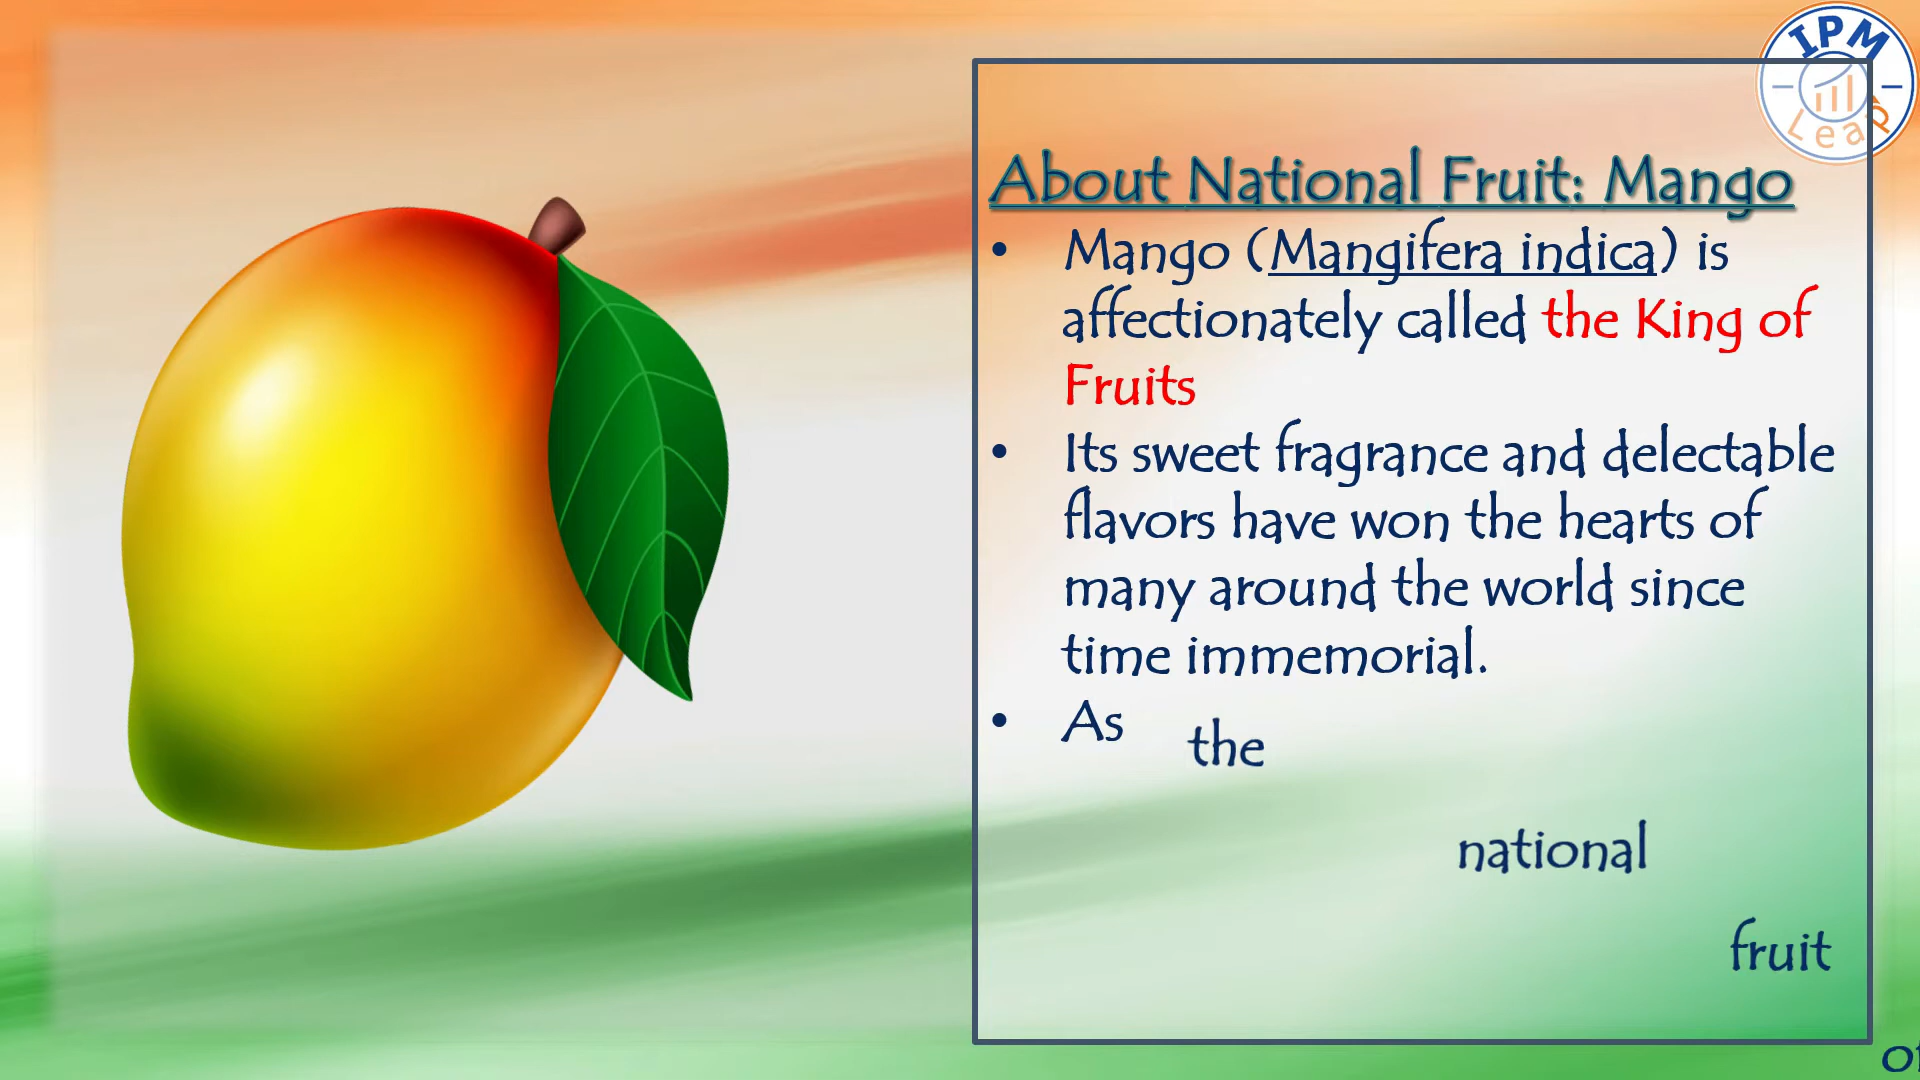 IPM
Leap
About National Fruit: Mango
• Mango (Mangifera indica) is
affectionately called the King of
Fruits
• Its sweet fragrance and delectable
flavors have won the hearts of
many around the world since
time immemorial.
• As the
national
fruit